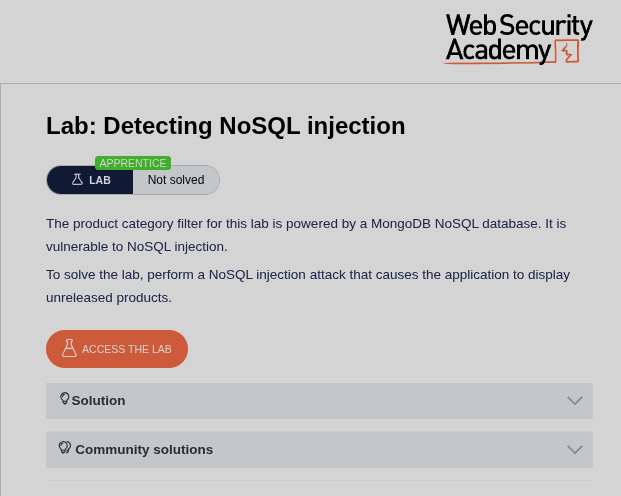 Web Security
Academy
Lab: Detecting NoSQL injection
APPRENTICE
LAB
Not solved
The product category filter for this lab is powered by a MongoDB NoSQL database. It is
vulnerable to NoSQL injection.
To solve the lab, perform a NoSQL injection attack that causes the application to display
unreleased products.
ACCESS THE LAB
Solution
Community solutions